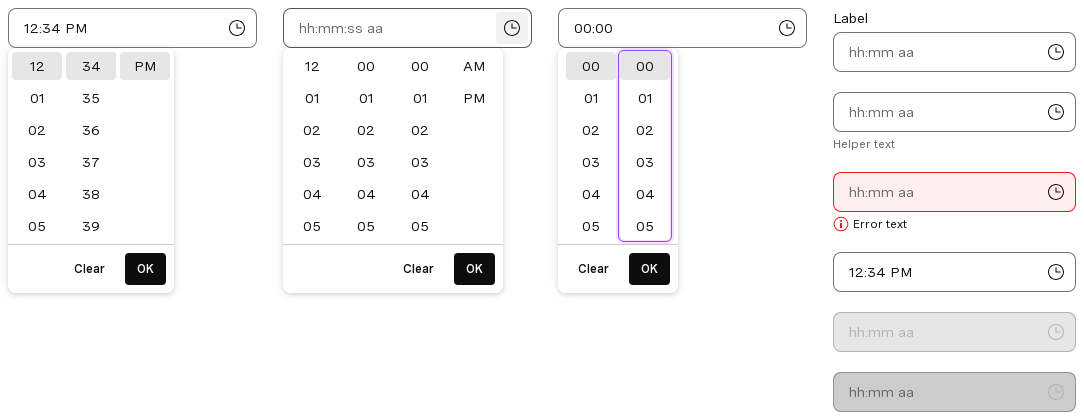 12:34 PM
12 34 PM
01 35
02 36
03 37
04 38
05 39
Clear OK
hh:mm:ss aa
12 00 00 AM
01 01 01 PM
02 02 02
03 03 03
04 04 04
05 05 05
Clear OK
00:00
00 00
01 01
02 02
03 03
04 04
05 05
Clear OK
Label
hh:mm aa
hh:mm aa
Helper text
hh:mm aa
Error text
12:34 PM
hh:mm aa
hh:mm aa